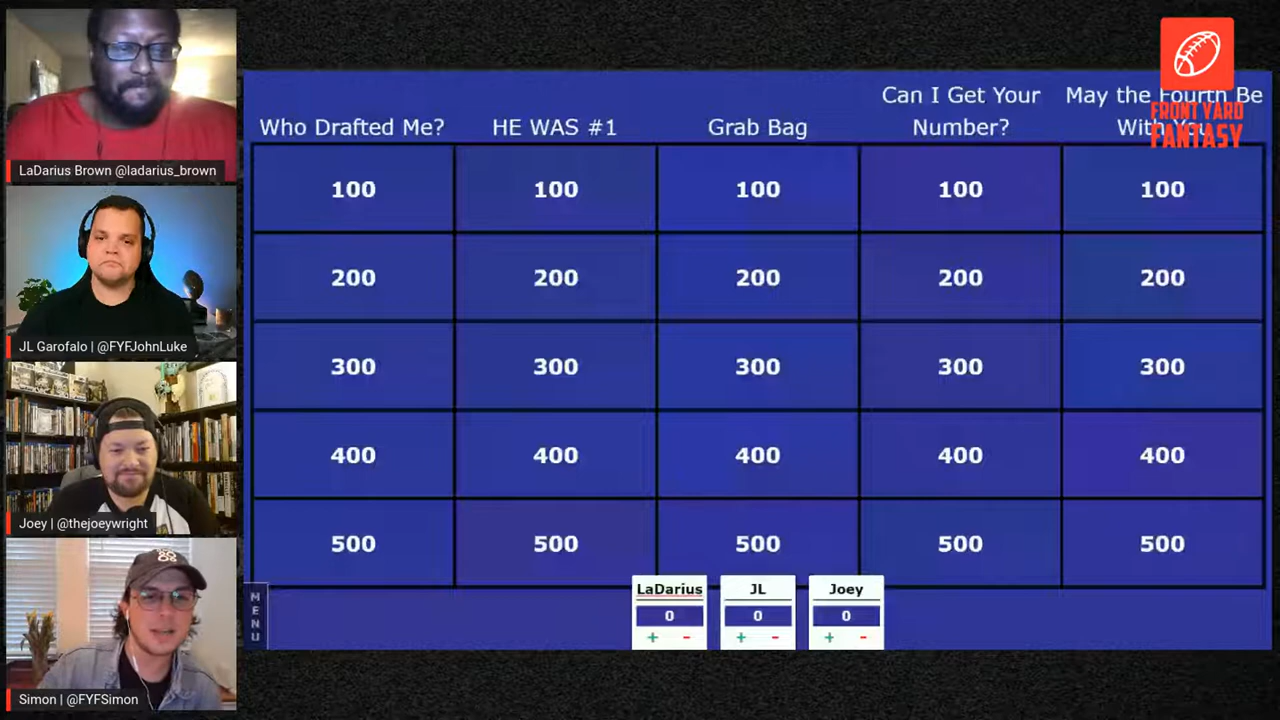 LaDarius Brown @ladarius_brown
JL Garofalo | @FYFJohnLuke
Joey | @thejoeywright
Simon | @FYFSimon
Who Drafted Me?
HE WAS #1
Grab Bag
Can I Get Your
Number?
May the Fourth Be
With You
FRONT YARD
FANTASY
100 100 100 100 100
200 200 200 200 200
300 300 300 300 300
400 400 400 400 400
500 500 500 500 500
MENU
LaDarius
0
+ -
JL
0
+ -
Joey
0
+ -